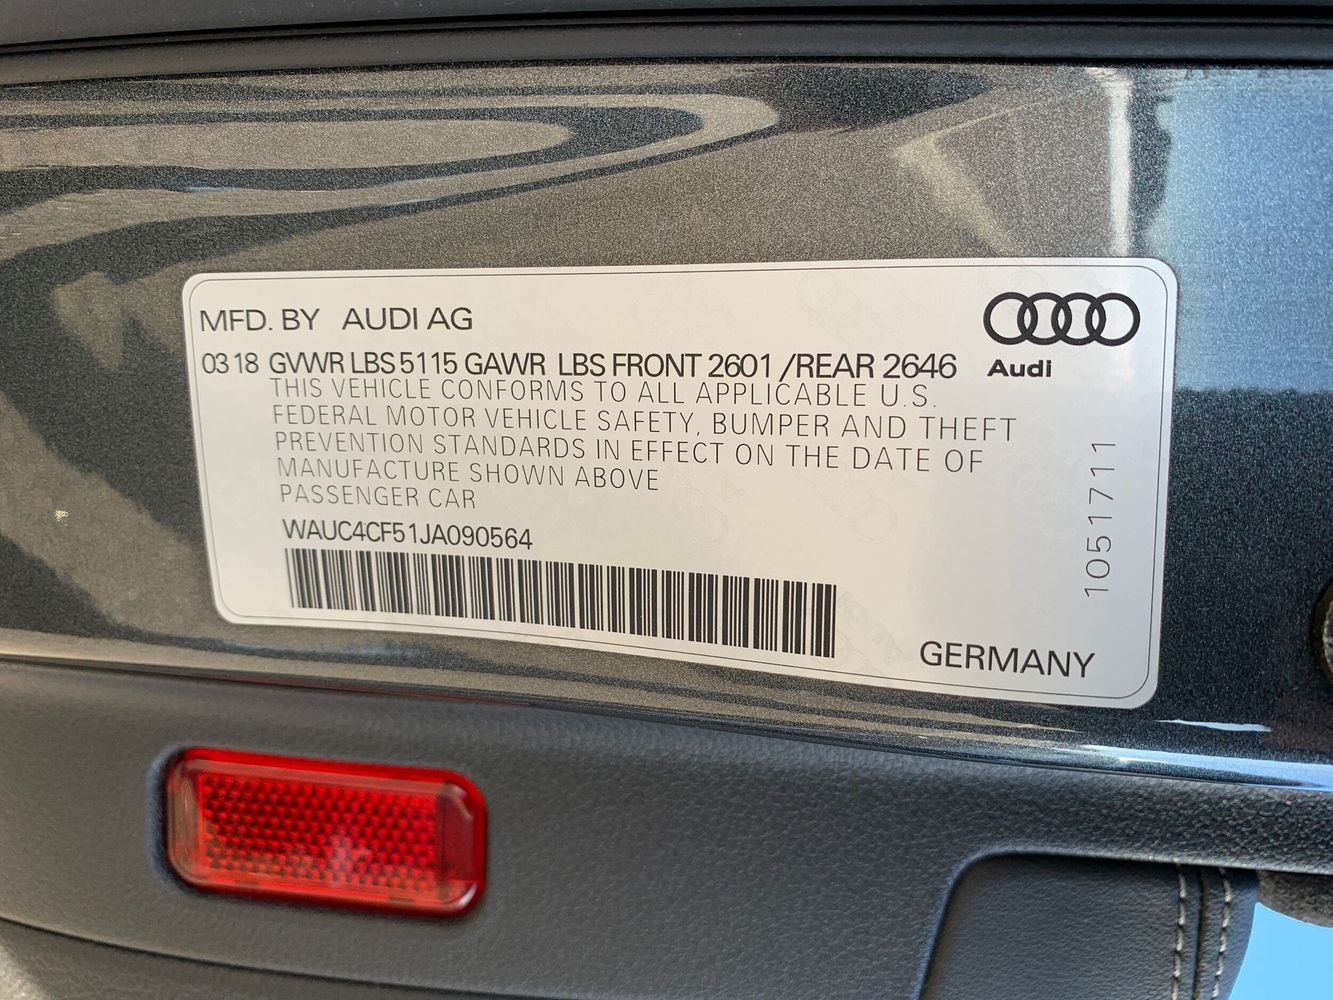 MFD. BY AUDI AG
0318 GVWR LBS 5115 GAWR LBS FRONT 2601 /REAR 2646
Audi
THIS VEHICLE CONFORMS TO ALL APPLICABLE U.S.
FEDERAL MOTOR VEHICLE SAFETY, BUMPER AND THEFT
PREVENTION STANDARDS IN EFFECT ON THE DATE OF
MANUFACTURE SHOWN ABOVE
PASSENGER CAR
WAUC4CF51JA090564
1051711
GERMANY